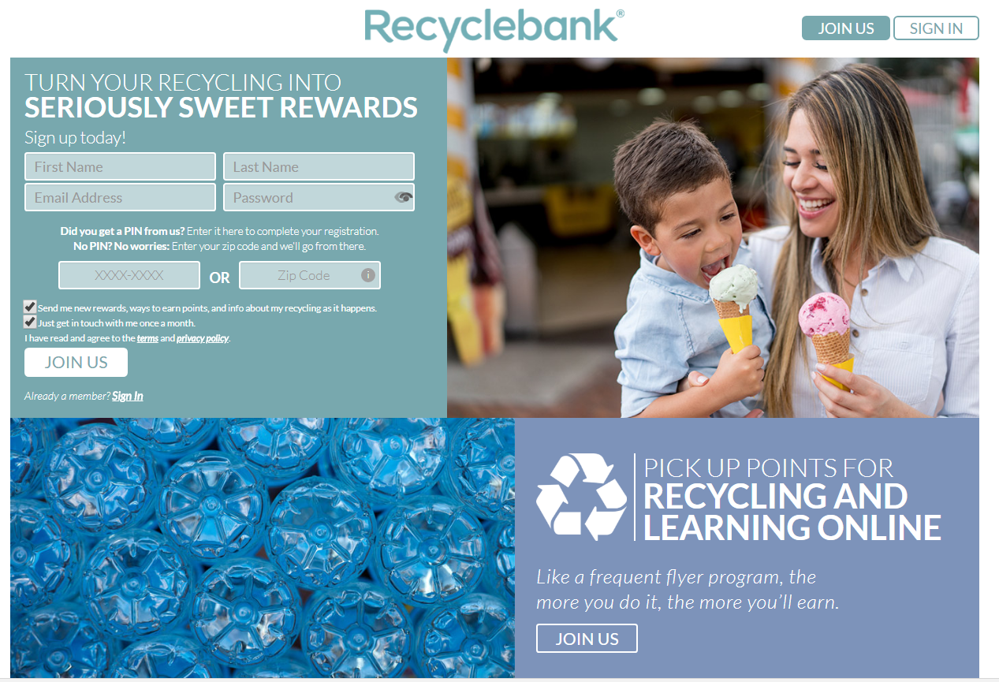 Recyclebank®
JOIN US
SIGN IN
TURN YOUR RECYCLING INTO
SERIOUSLY SWEET REWARDS
Sign up today!
First Name
Last Name
Email Address
Password
Did you get a PIN from us? Enter it here to complete your registration.
No PIN? No worries: Enter your zip code and we'll go from there.
XXXX-XXXX
OR
Zip Code
i
Send me new rewards, ways to earn points, and info about my recycling as it happens.
Just get in touch with me once a month.
I have read and agree to the terms and privacy policy.
JOIN US
Already a member? Sign In
PICK UP POINTS FOR
RECYCLING AND
LEARNING ONLINE
Like a frequent flyer program, the
more you do it, the more you’ll earn.
JOIN US